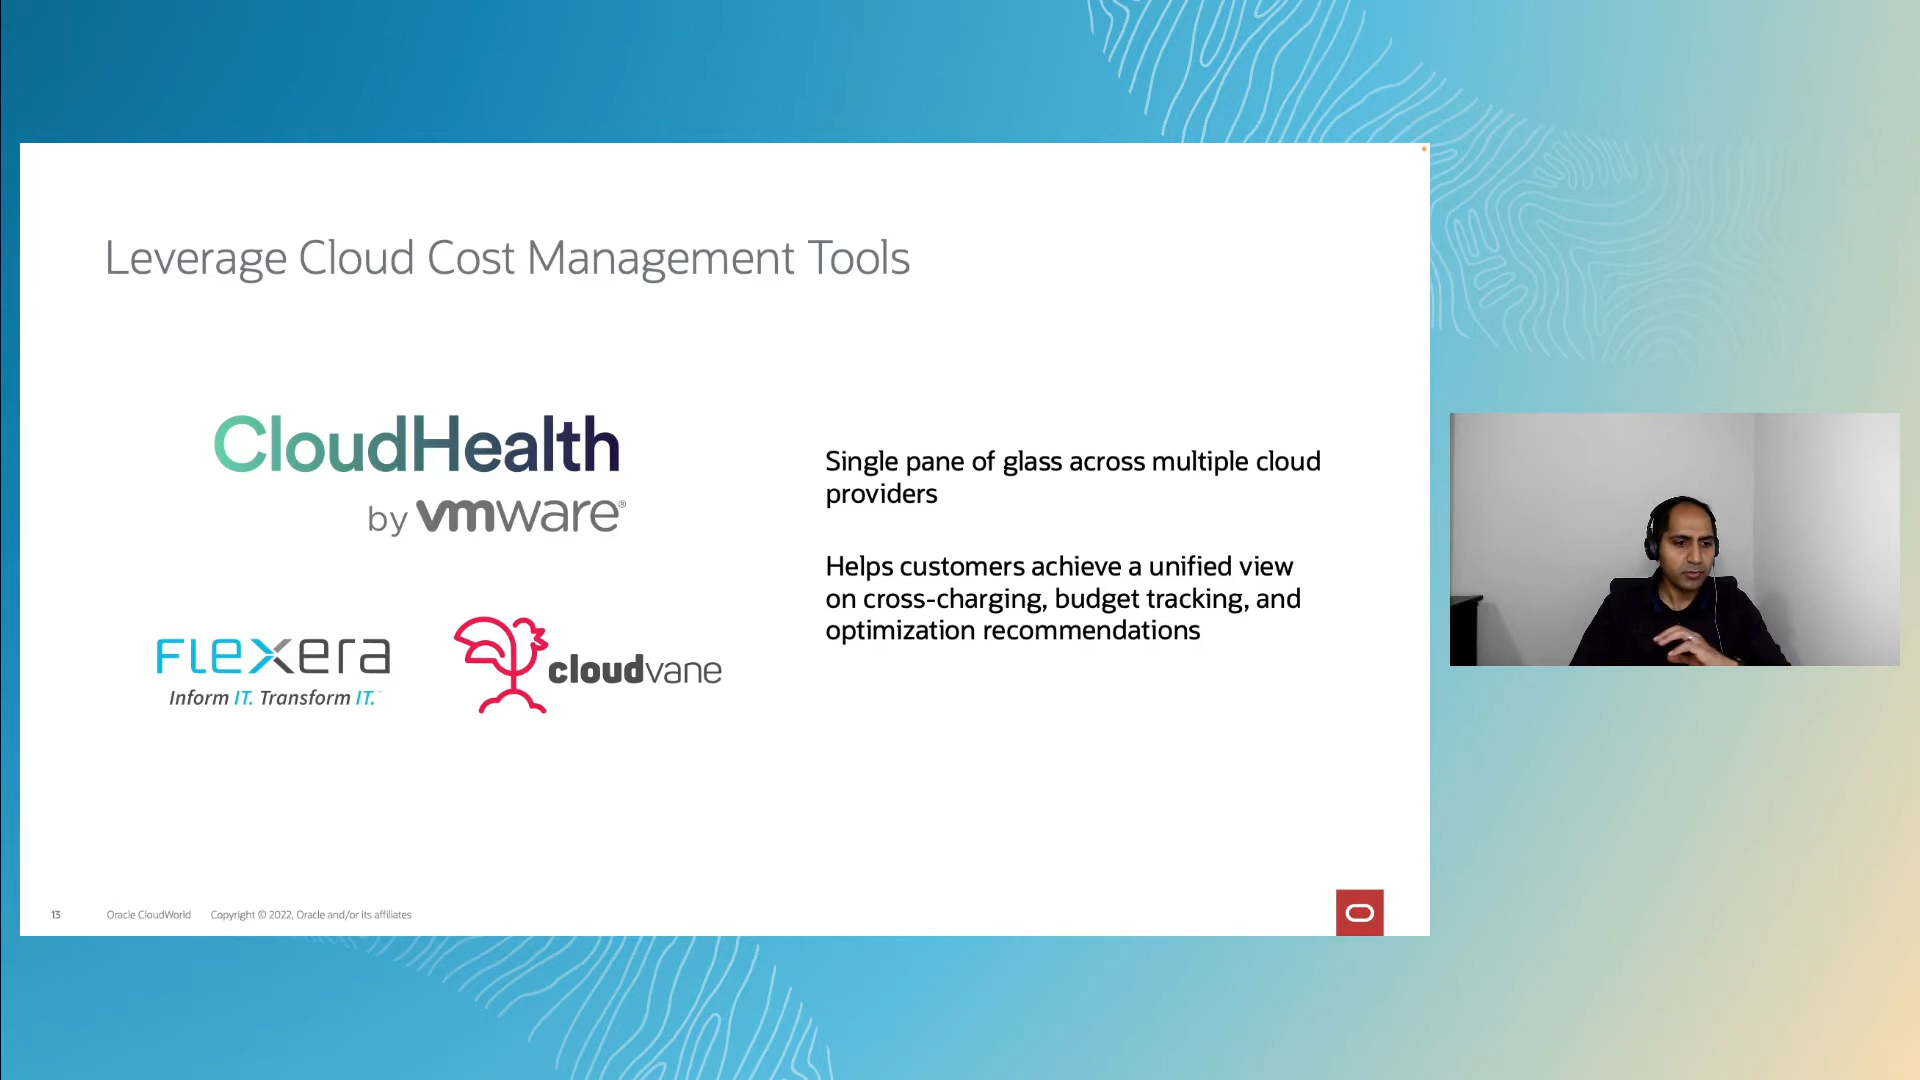 Leverage Cloud Cost Management Tools
CloudHealth
by vmware®
FLEXERA
Inform IT. Transform IT.™
cloudvane
Single pane of glass across multiple cloud
providers
Helps customers achieve a unified view
on cross-charging, budget tracking, and
optimization recommendations
13 Oracle CloudWorld Copyright © 2022, Oracle and/or its affiliates